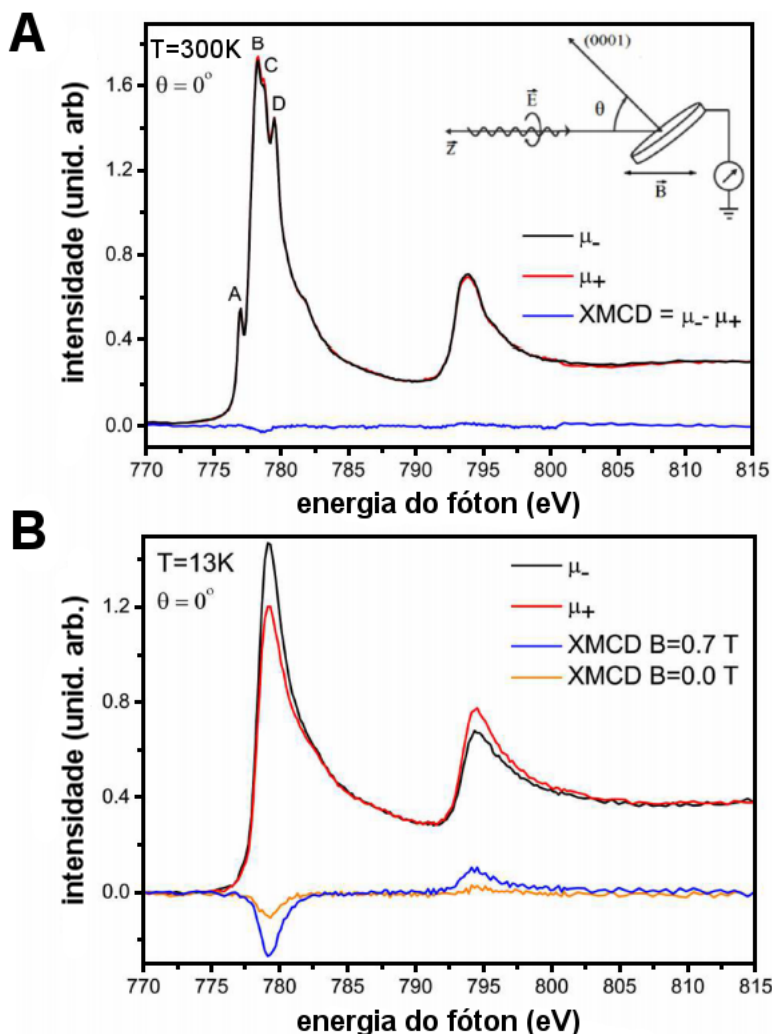 A
T=300K
θ = 0°
B
C
D
A
(0001)
E
θ
Z
B
μ₋
μ₊
XMCD = μ₋- μ₊
intensidade (unid. arb)
1.6
1.2
0.8
0.4
0.0
770 775 780 785 790 795 800 805 810 815
energia do fóton (eV)
B
T=13K
θ = 0°
μ₋
μ₊
XMCD B=0.7 T
XMCD B=0.0 T
intensidade (unid. arb.)
1.2
0.8
0.4
0.0
770 775 780 785 790 795 800 805 810 815
energia do fóton (eV)